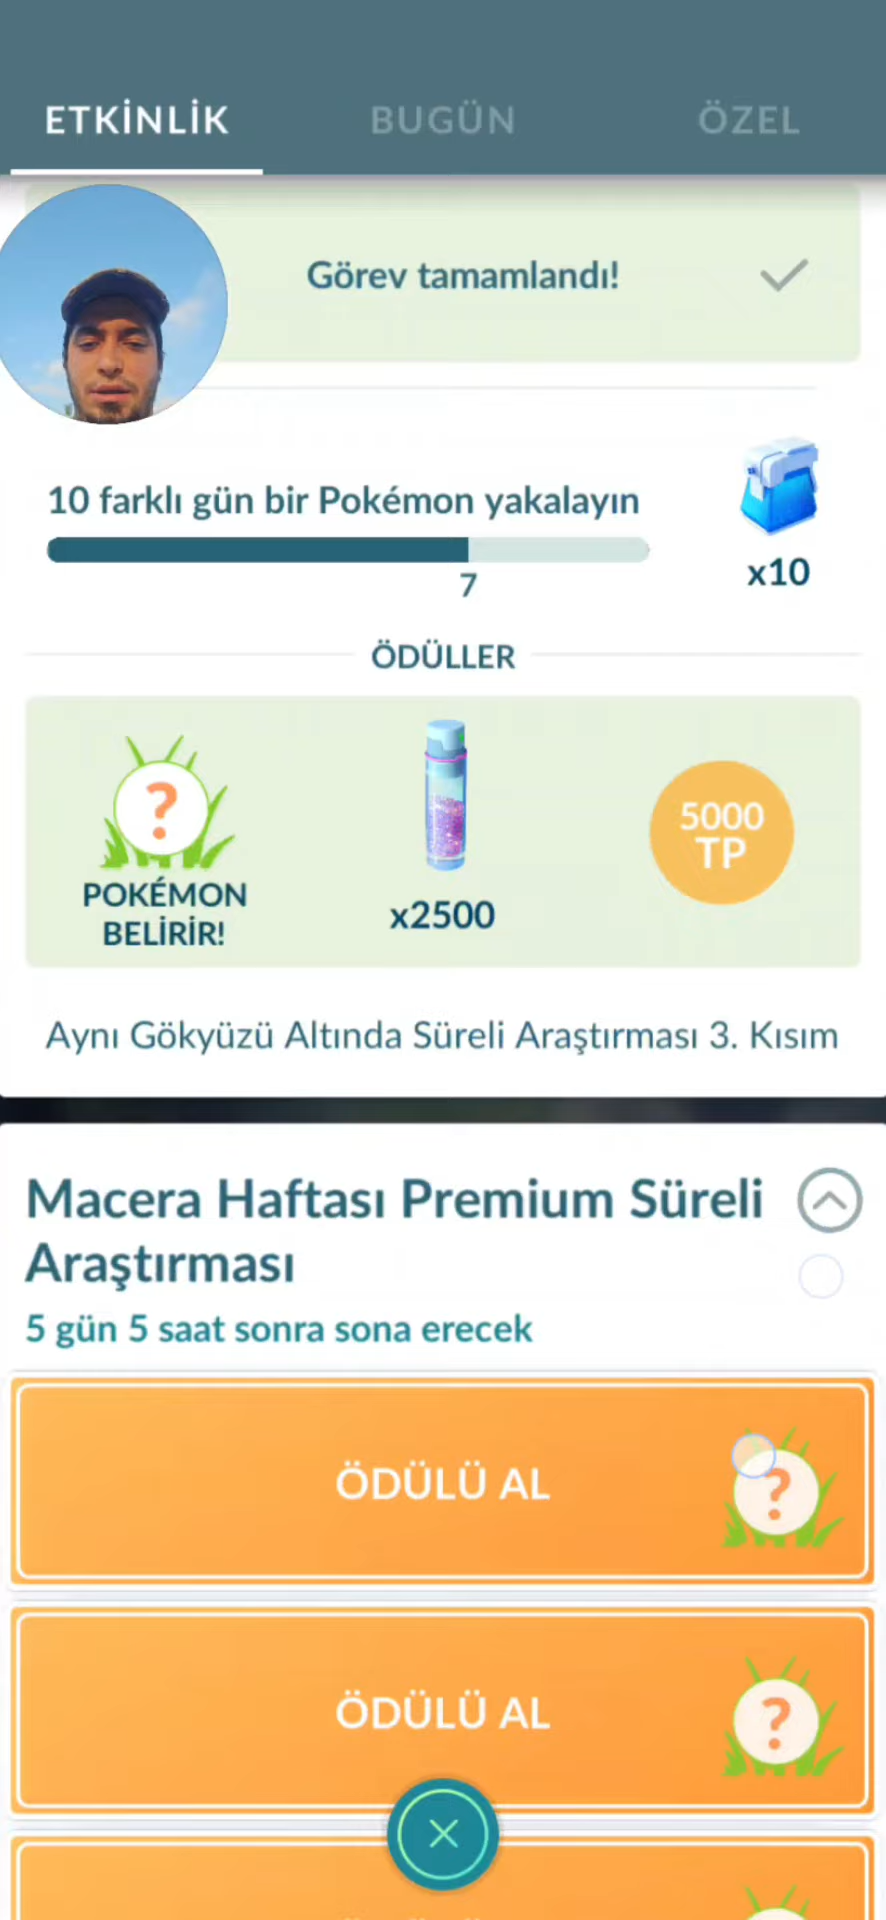 ETKİNLİK
BUGÜN
ÖZEL
Görev tamamlandı!
10 farklı gün bir Pokémon yakalayın
7
x10
ÖDÜLLER
?
POKÉMON
BELİRİR!
x2500
5000
TP
Aynı Gökyüzü Altında Süreli Araştırması 3. Kısım
Macera Haftası Premium Süreli
Araştırması
5 gün 5 saat sonra sona erecek
ÖDÜLÜ AL
?
ÖDÜLÜ AL
?